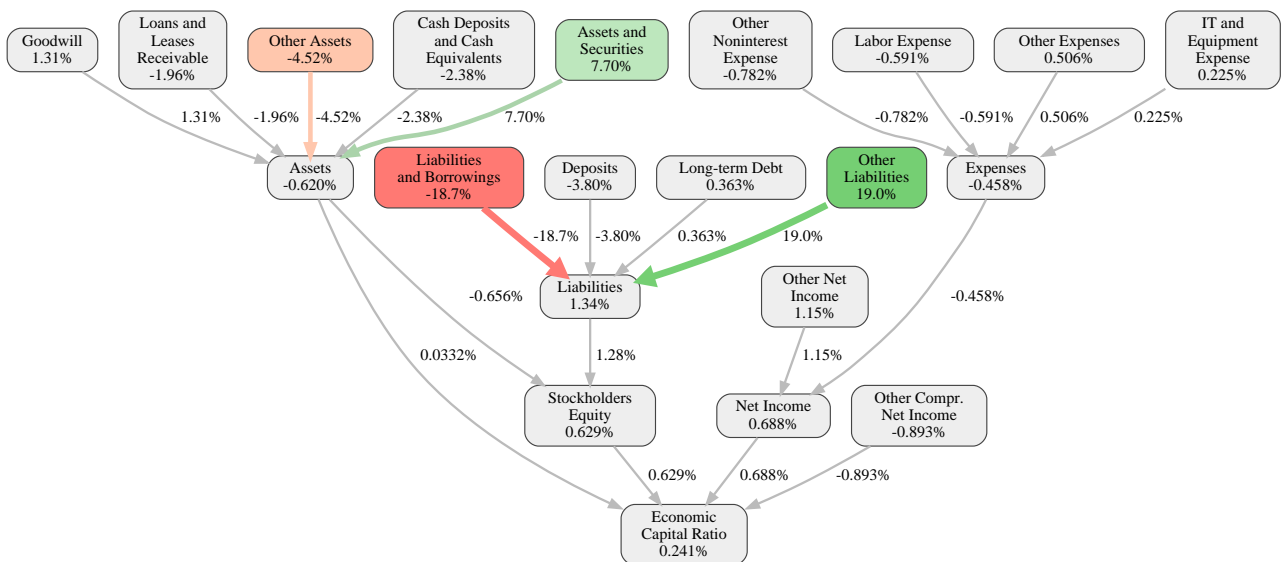 Goodwill
1.31%
Loans and
Leases
Receivable
-1.96%
Other Assets
-4.52%
Cash Deposits
and Cash
Equivalents
-2.38%
Assets and
Securities
7.70%
Other
Noninterest
Expense
-0.782%
Labor Expense
-0.591%
Other Expenses
0.506%
IT and
Equipment
Expense
0.225%
1.31%
-1.96%
-4.52%
-2.38%
7.70%
-0.782%
-0.591%
0.506%
0.225%
Assets
-0.620%
Liabilities
and Borrowings
-18.7%
Deposits
-3.80%
Long-term Debt
0.363%
Other
Liabilities
19.0%
Expenses
-0.458%
-18.7%
-3.80%
0.363%
19.0%
Liabilities
1.34%
Other Net
Income
1.15%
-0.656%
-0.458%
0.0332%
1.28%
1.15%
Stockholders
Equity
0.629%
Net Income
0.688%
Other Compr.
Net Income
-0.893%
0.629%
0.688%
-0.893%
Economic
Capital Ratio
0.241%